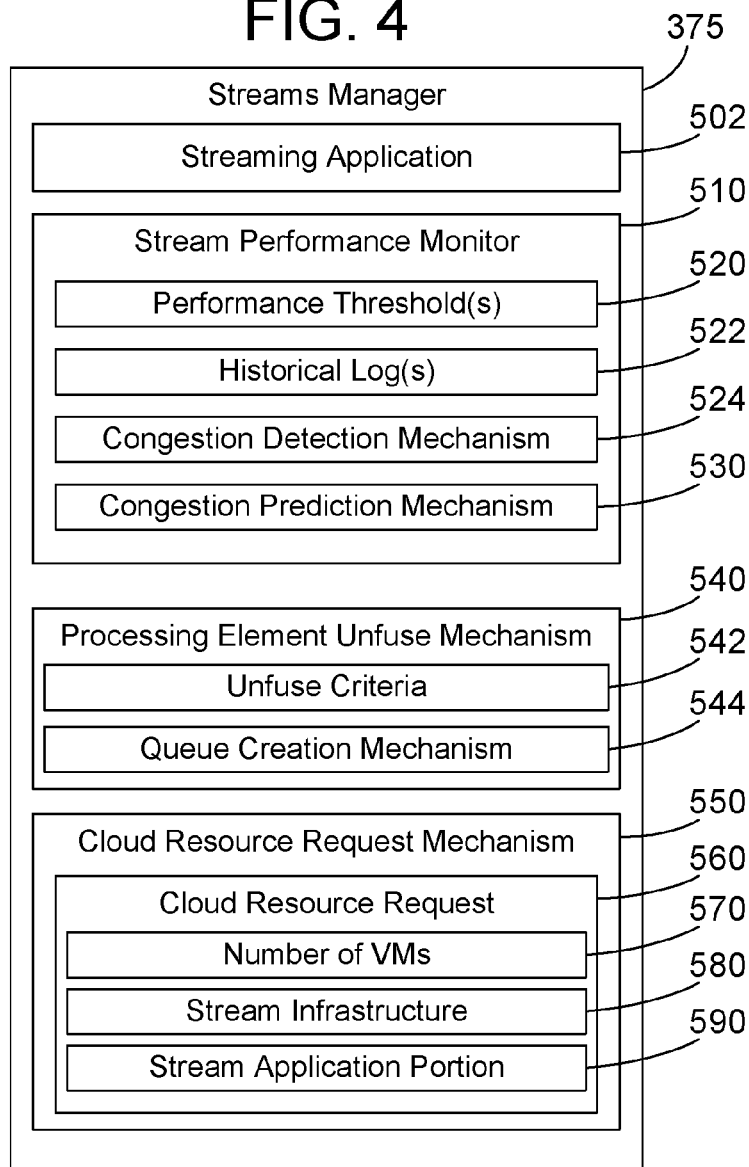 FIG. 4
375
Streams Manager
502
Streaming Application
510
Stream Performance Monitor
520
Performance Threshold(s)
522
Historical Log(s)
524
Congestion Detection Mechanism
530
Congestion Prediction Mechanism
540
Processing Element Unfuse Mechanism
542
Unfuse Criteria
544
Queue Creation Mechanism
550
Cloud Resource Request Mechanism
560
Cloud Resource Request
570
Number of VMs
580
Stream Infrastructure
590
Stream Application Portion